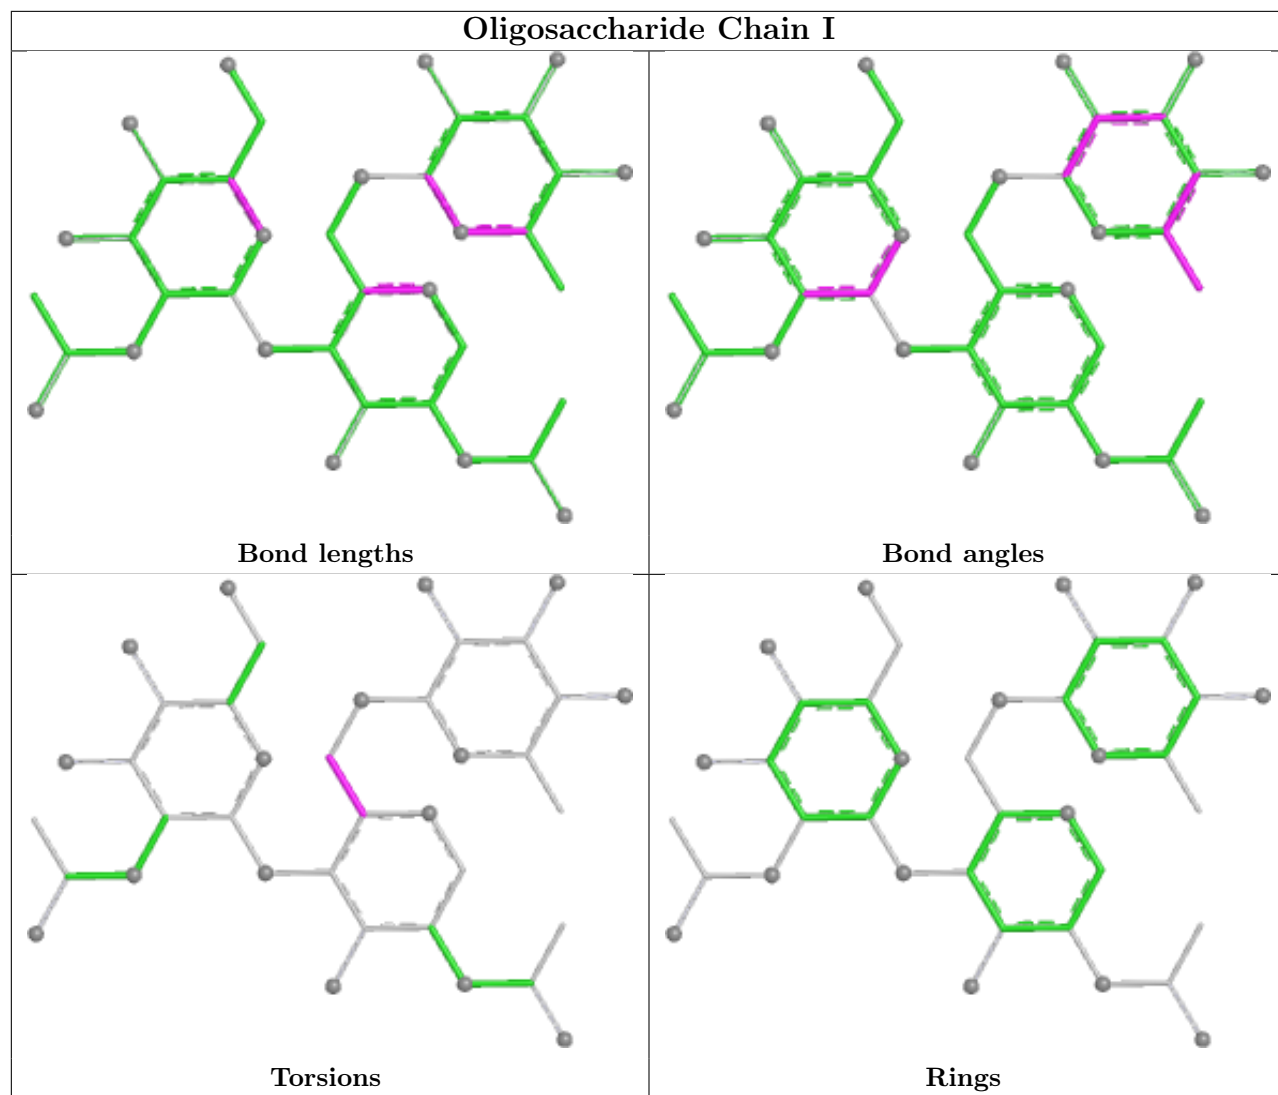 Oligosaccharide Chain I
Bond lengths
Bond angles
Torsions
Rings